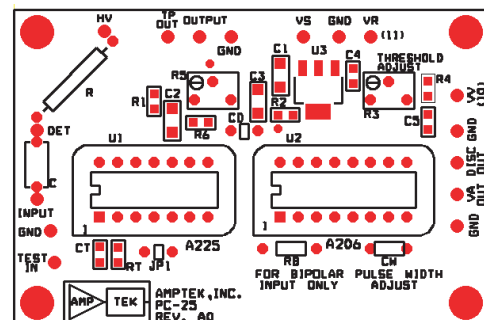 HV
TP OUT
OUTPUT
GND
VS
GND
VR
(11)
C1
U3
C4
THRESHOLD ADJUST
R
R5
C3
R3
R4
VV
(10)
R1
C2
R6
CD
R2
C5
GND
DET
C
U1
U2
DISC OUT
VA OUT
INPUT
GND
1
A225
1
A206
GND
TEST IN
CT
RT
JP1
RB
CW
FOR BIPOLAR INPUT ONLY
PULSE WIDTH ADJUST
AMP
TEK
AMPTEK,INC.
PC-25
REV. A0